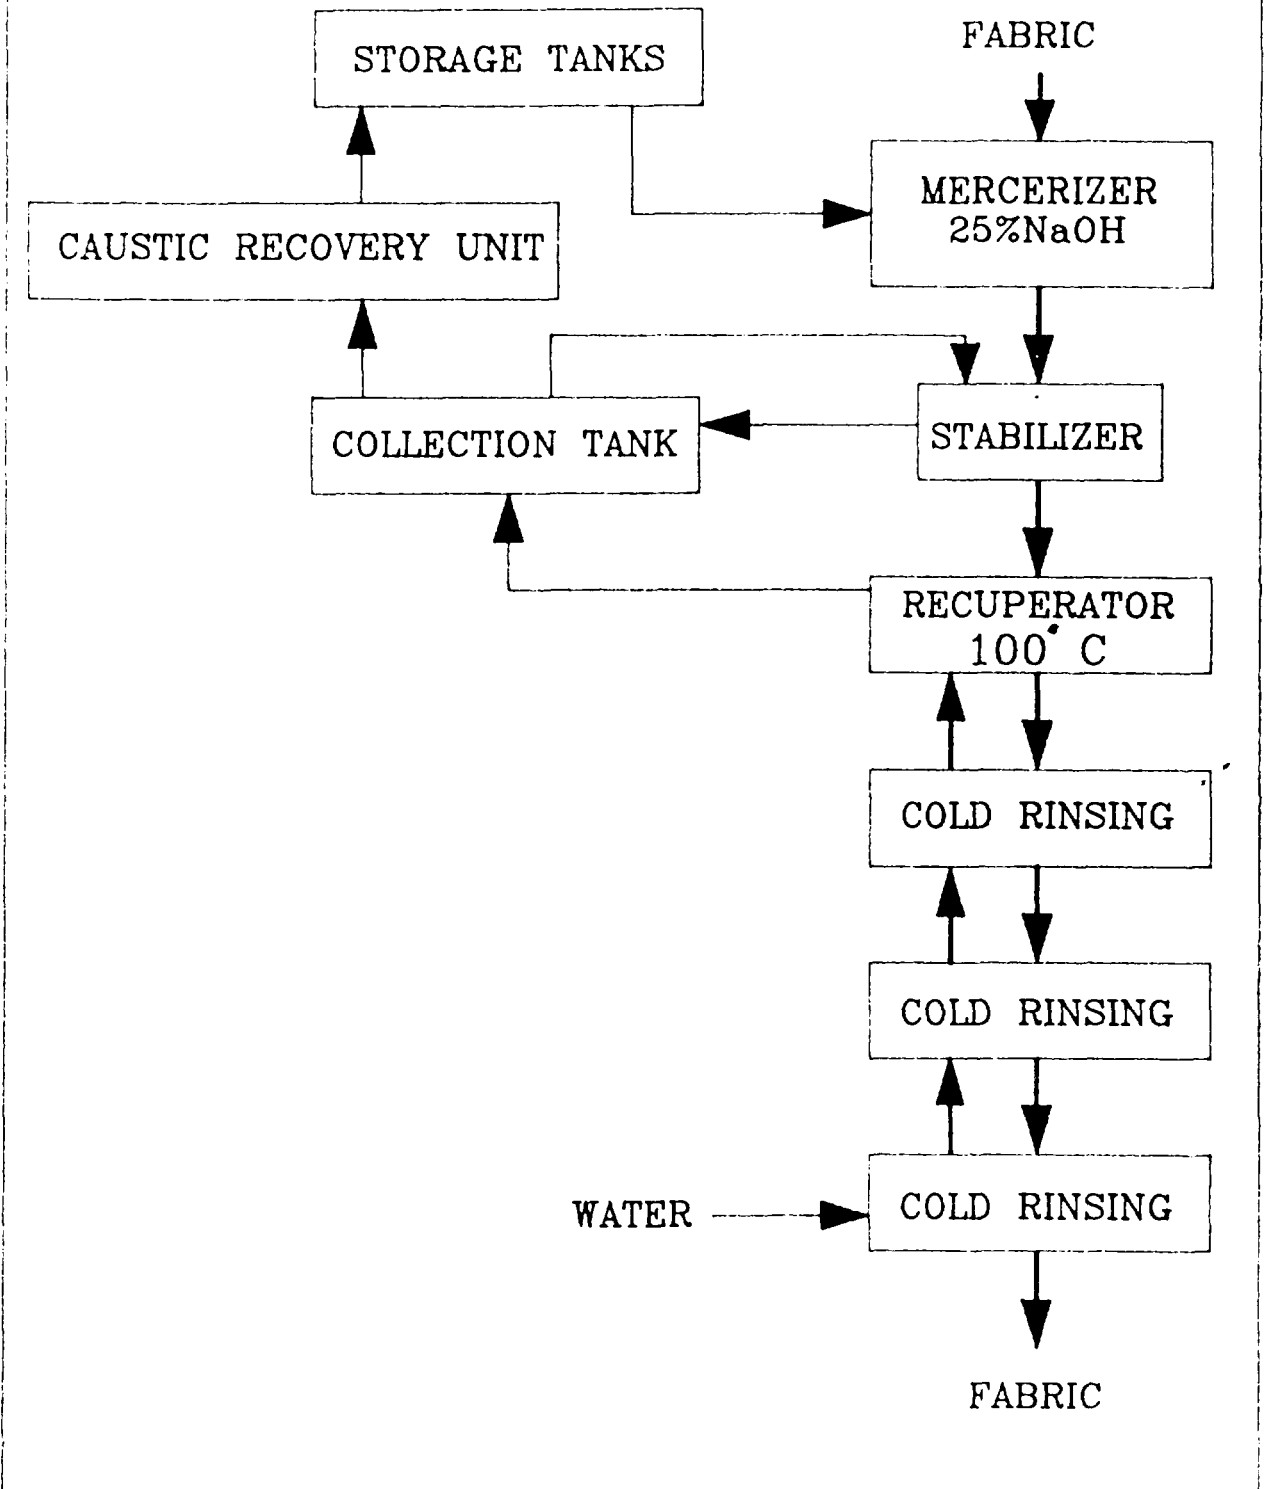 STORAGE TANKS
FABRIC
MERCERIZER
25%NaOH
CAUSTIC RECOVERY UNIT
COLLECTION TANK
STABILIZER
RECUPERATOR
100° C
COLD RINSING
COLD RINSING
WATER
COLD RINSING
FABRIC